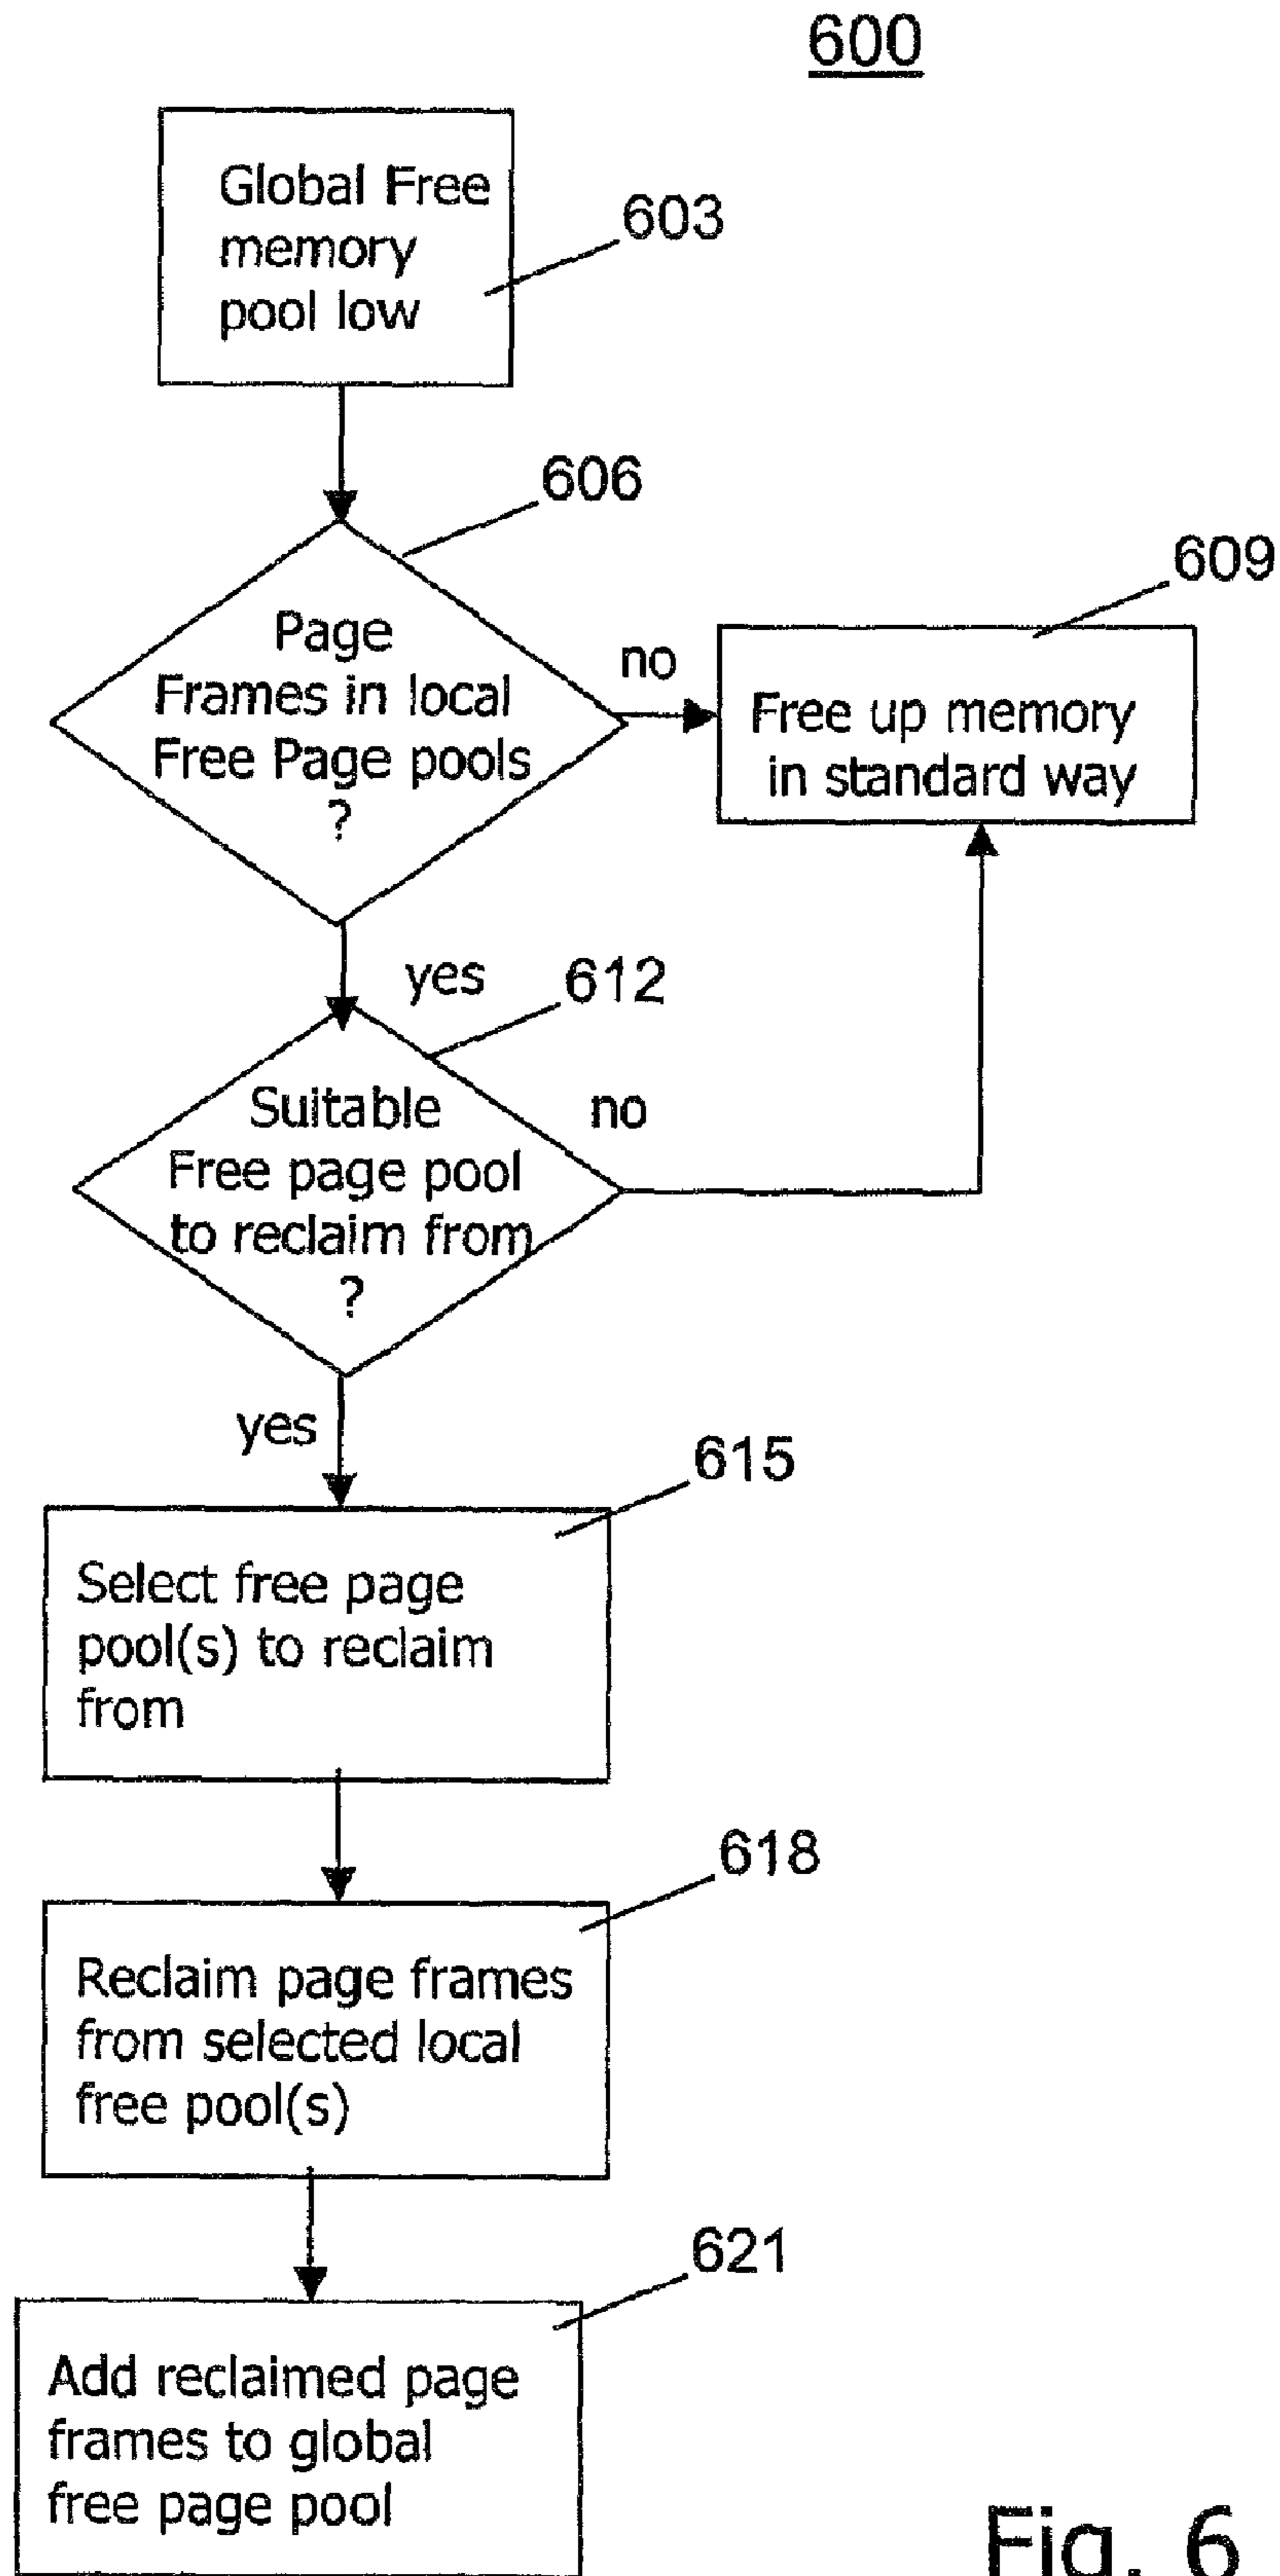 600
Global Free
memory
pool low
603
606
Page
Frames in local
Free Page pools
?
no
609
Free up memory
in standard way
yes
612
Suitable
Free page pool
to reclaim from
?
no
yes
615
Select free page
pool(s) to reclaim
from
618
Reclaim page frames
from selected local
free pool(s)
621
Add reclaimed page
frames to global
free page pool
Fig. 6